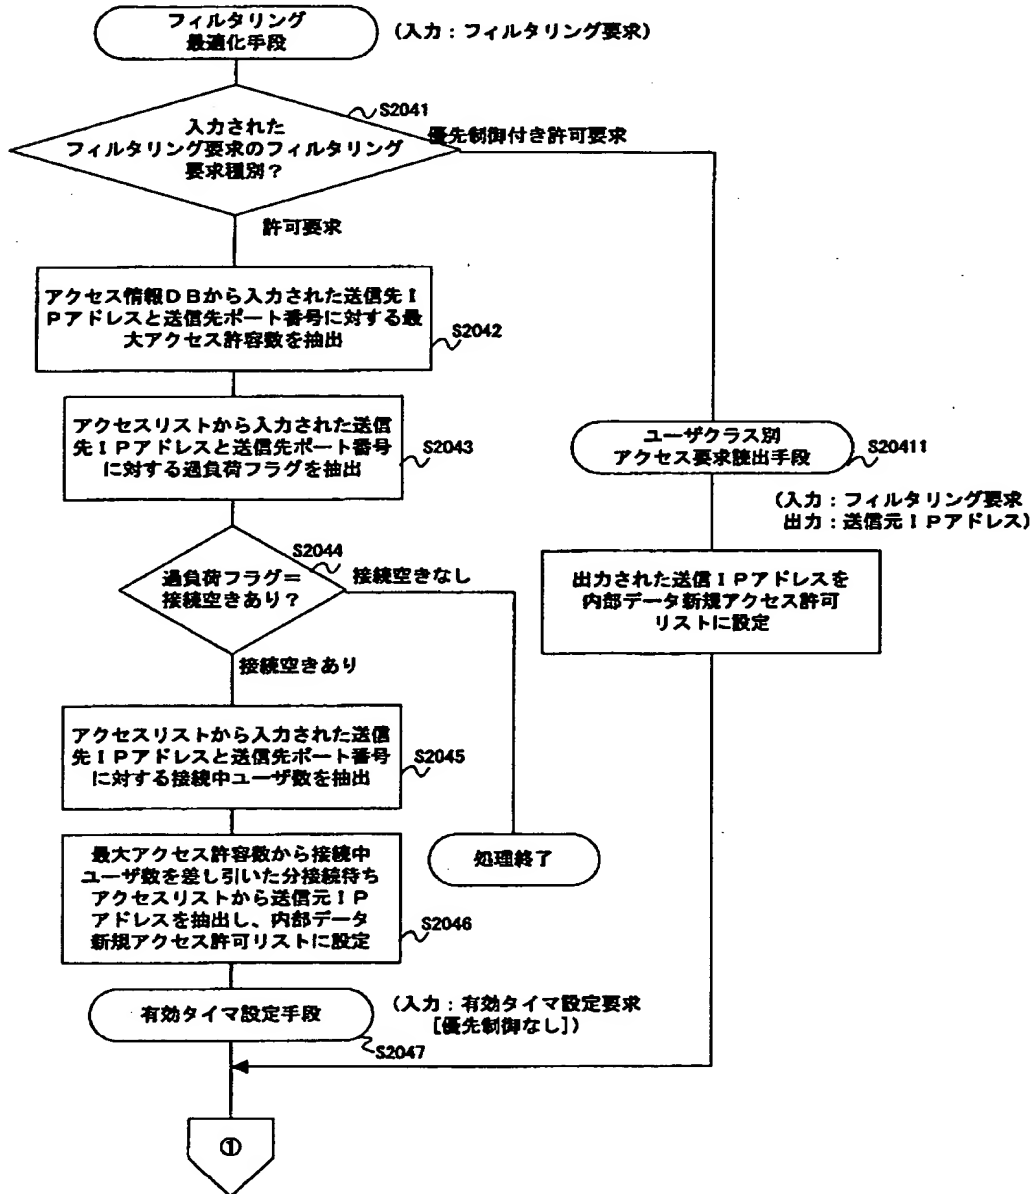 フィルタリング
最適化手段
(入力:フィルタリング要求)
S2041
入力された
フィルタリング要求のフィルタリング
要求種別?
優先制御付き許可要求
許可要求
アクセス情報DBから入力された送信先I
Pアドレスと送信先ポート番号に対する最
大アクセス許容数を抽出
S2042
アクセスリストから入力された送信
先IPアドレスと送信先ポート番号
に対する過負荷フラグを抽出
S2043
S2044
過負荷フラグ=
接続空きあり?
接続空きなし
接続空きあり
アクセスリストから入力された送信
先IPアドレスと送信先ポート番号
に対する接続中ユーザ数を抽出
S2045
最大アクセス許容数から接続中
ユーザ数を差し引いた分接続待ち
アクセスリストから送信元IP
アドレスを抽出し、内部データ
新規アクセス許可リストに設定
S2046
処理終了
有効タイマ設定手段
(入力:有効タイマ設定要求
[優先制御なし])
S2047
ユーザクラス別
アクセス要求読出手段
S20411
(入力:フィルタリング要求
出力:送信元IPアドレス)
出力された送信IPアドレスを
内部データ新規アクセス許可
リストに設定
①